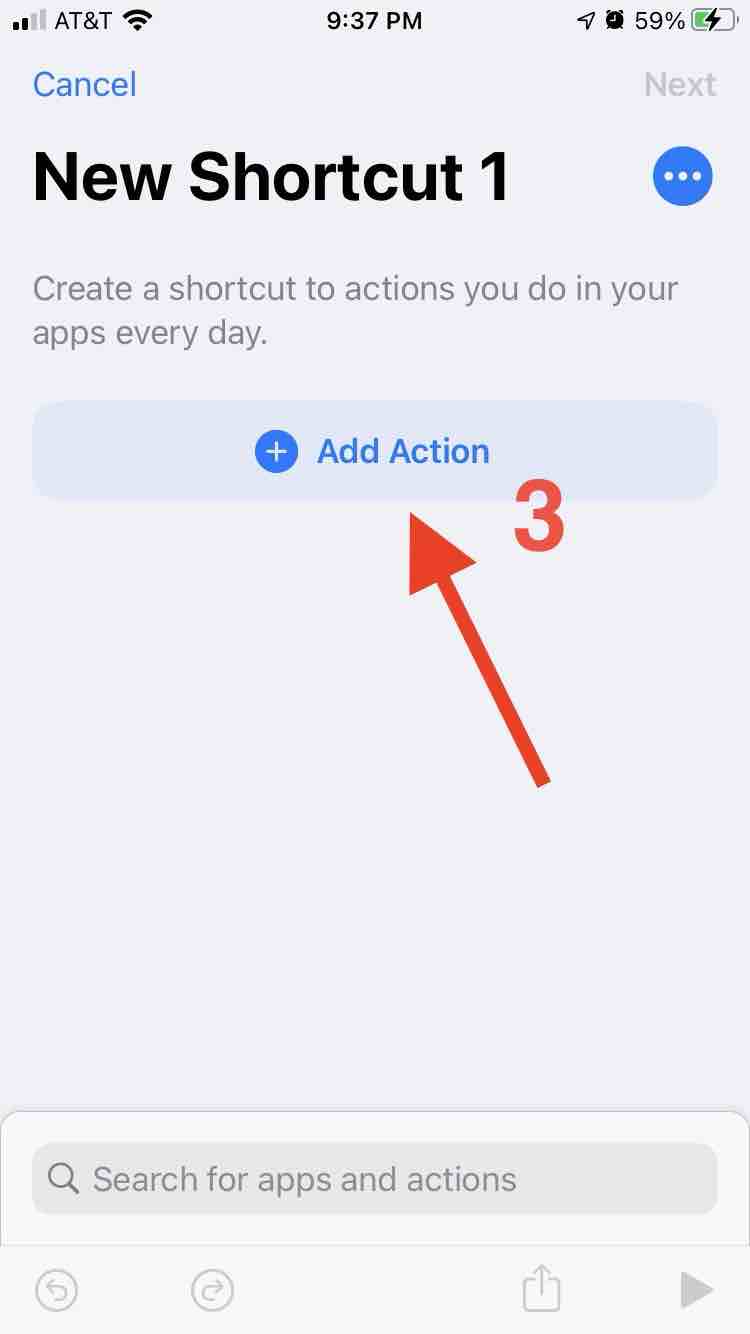 AT&T 9:37 PM 59%
Cancel Next
New Shortcut 1
Create a shortcut to actions you do in your
apps every day.
Add Action
3
Search for apps and actions